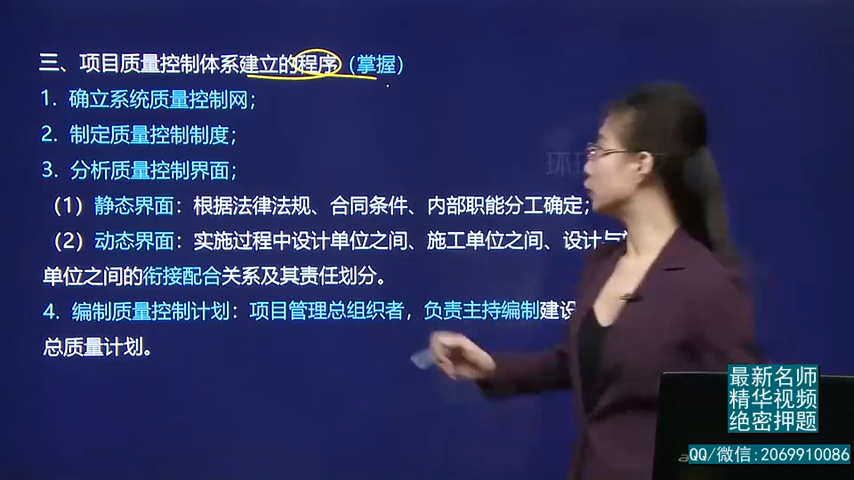 三、项目质量控制体系建立的程序（掌握）
1. 确立系统质量控制网；
2. 制定质量控制制度；
3. 分析质量控制界面；
（1）静态界面：根据法律法规、合同条件、内部职能分工确定；
（2）动态界面：实施过程中设计单位之间、施工单位之间、设计与
单位之间的衔接配合关系及其责任划分。
4. 编制质量控制计划：项目管理总组织者，负责主持编制建设
总质量计划。
最新名师
精华视频
绝密押题
QQ/微信:2069910086